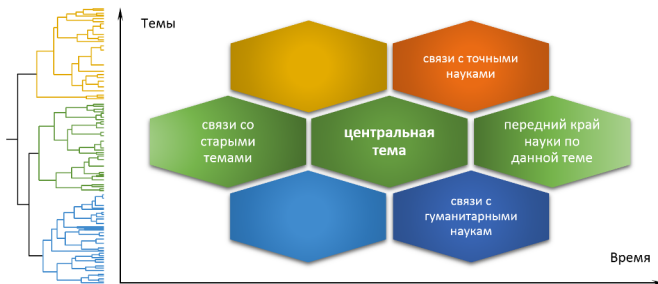 Темы
связи с точными
науками
связи со
старыми
темами
центральная
тема
передний край
науки по
данной теме
связи с
гуманитарными
наукам
Время